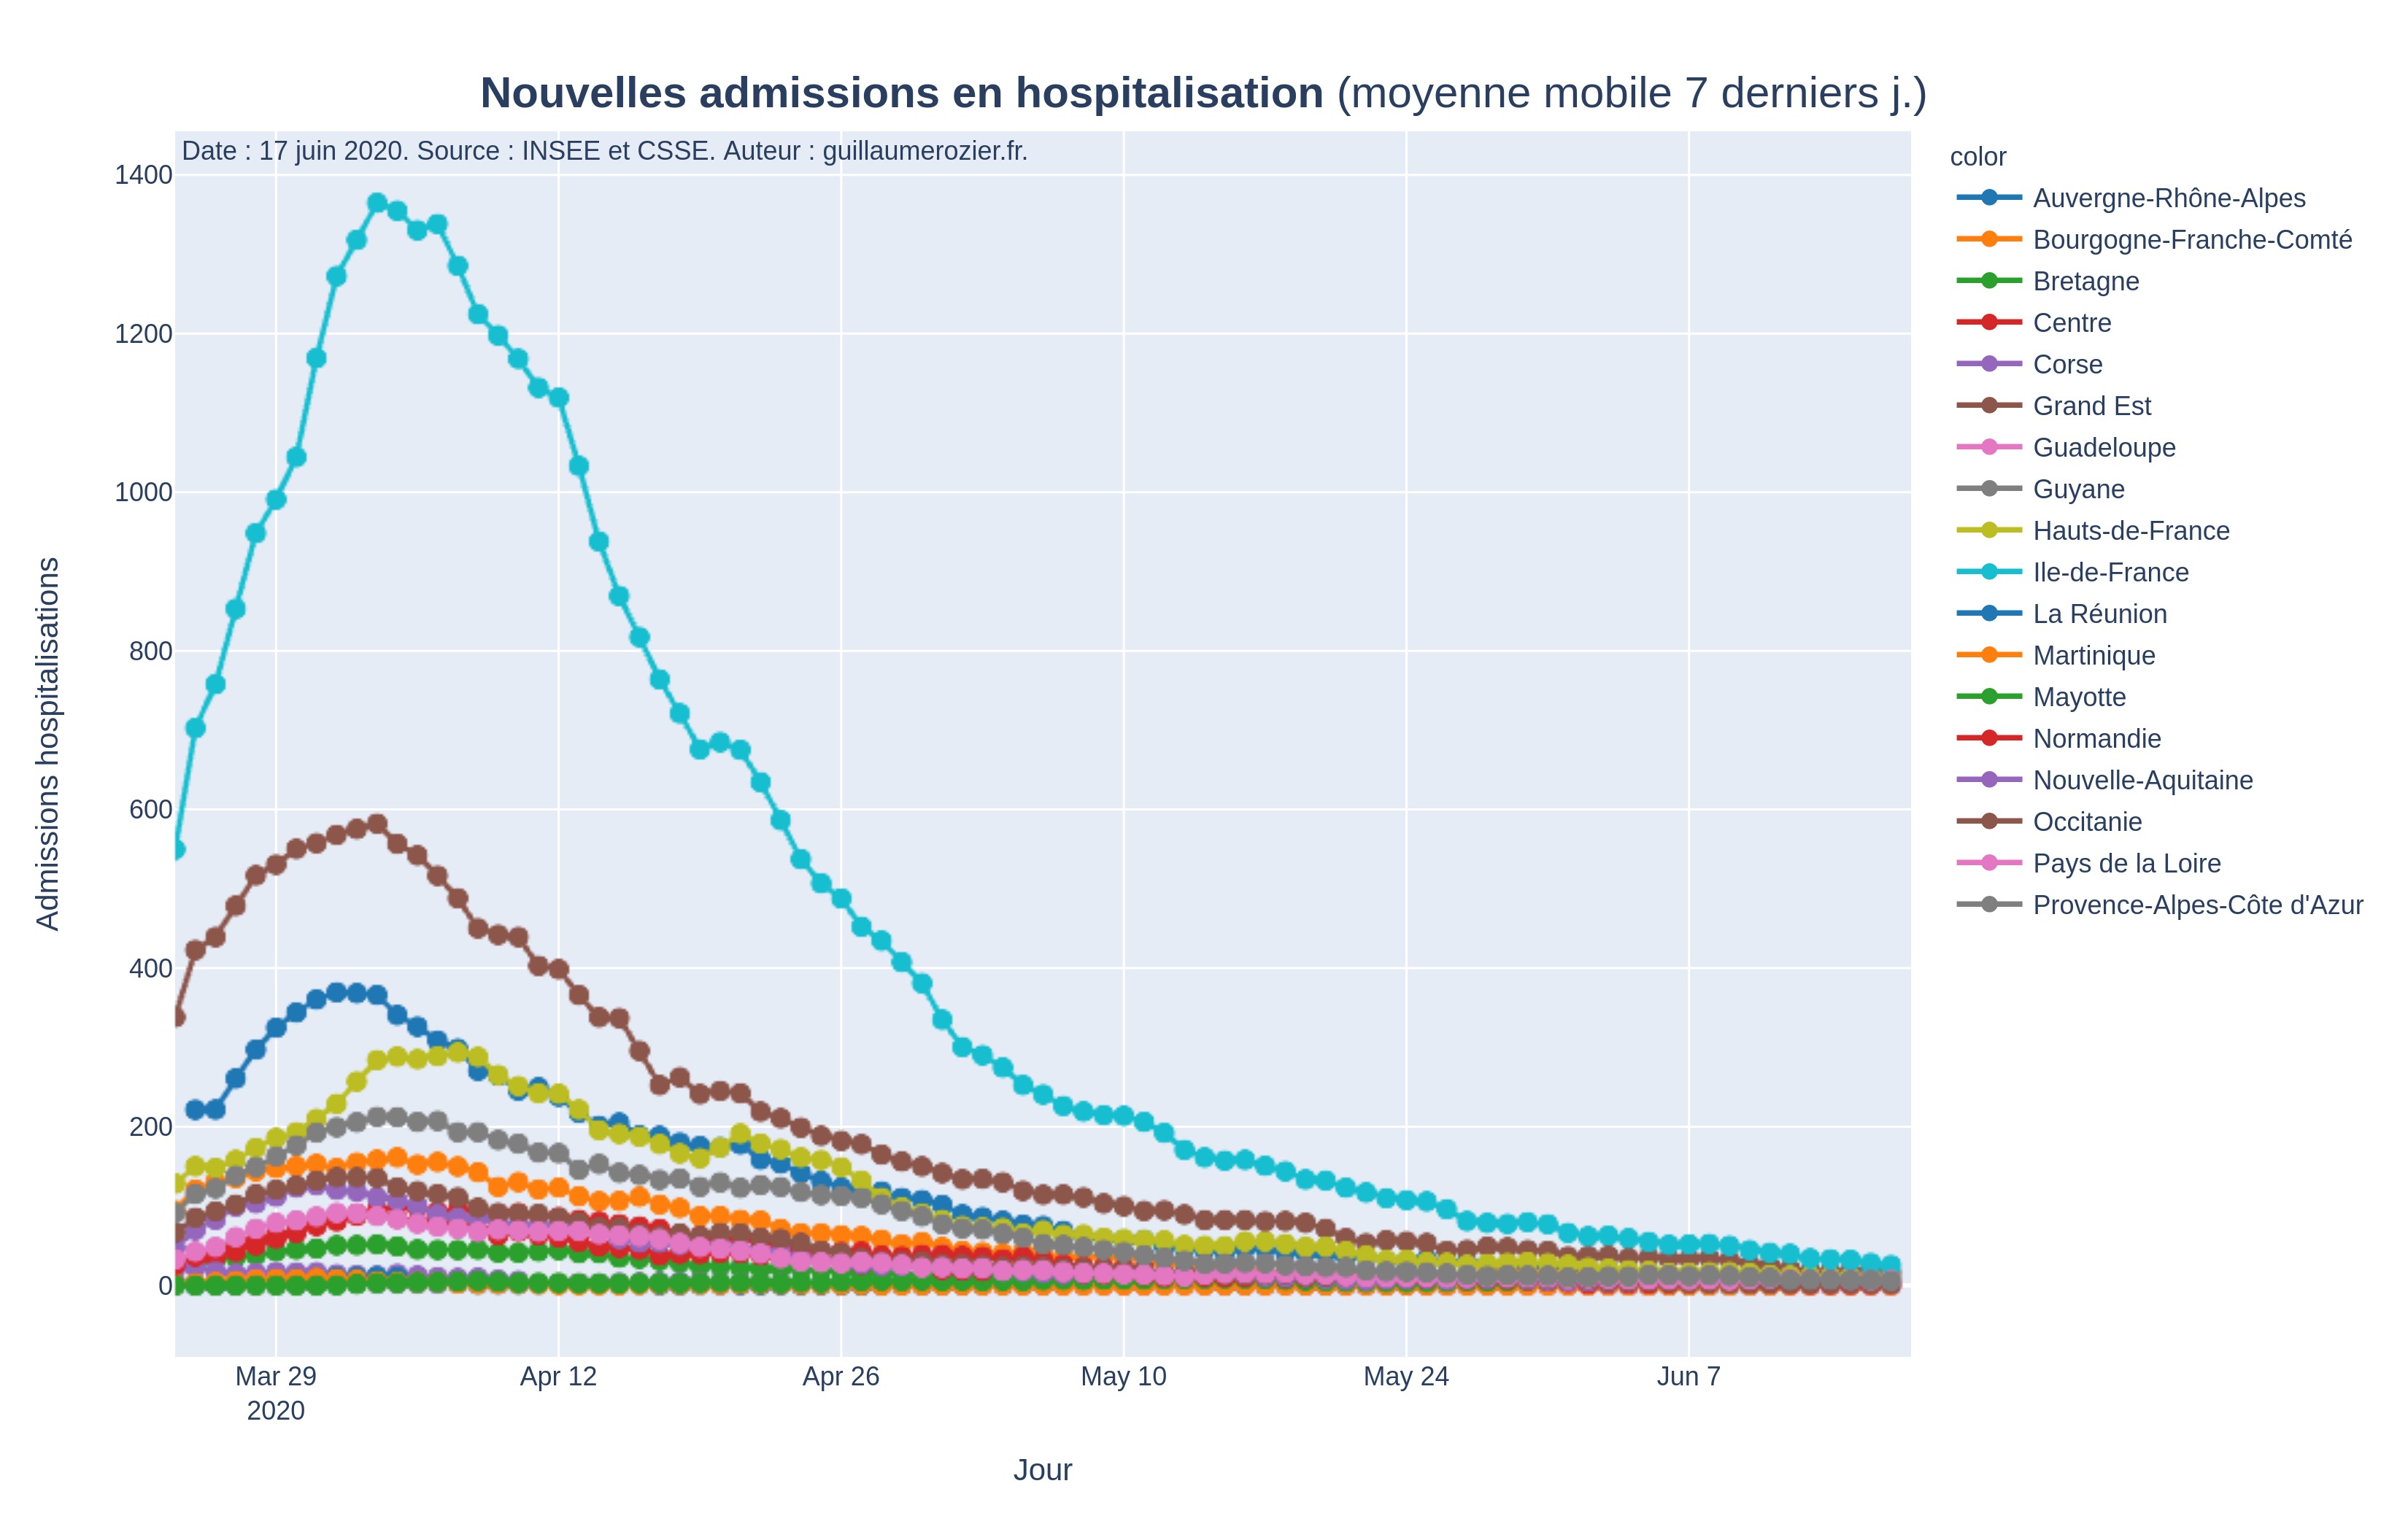 Nouvelles admissions en hospitalisation (moyenne mobile 7 derniers j.)
Date : 17 juin 2020. Source : INSEE et CSSE. Auteur : guillaumerozier.fr.
1400
1200
1000
800
600
400
200
0
Admissions hospitalisations
Mar 29
2020
Apr 12
Apr 26
May 10
May 24
Jun 7
Jour
color
Auvergne-Rhône-Alpes
Bourgogne-Franche-Comté
Bretagne
Centre
Corse
Grand Est
Guadeloupe
Guyane
Hauts-de-France
Ile-de-France
La Réunion
Martinique
Mayotte
Normandie
Nouvelle-Aquitaine
Occitanie
Pays de la Loire
Provence-Alpes-Côte d'Azur